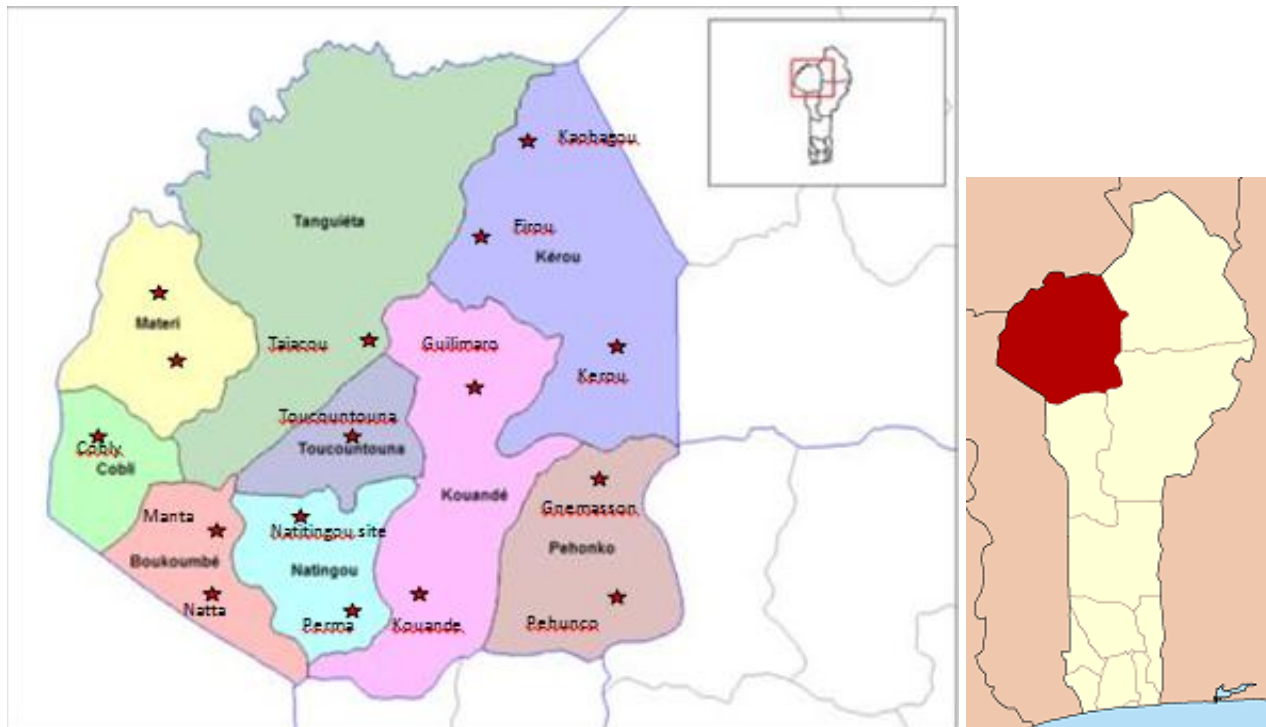 Kaobagou
Tanguiéta
Firou
Kérou
Materi
Taiacou
Guilimaro
Kerou
Toucountouna
Cobly
Toucountouna
Cobli
Kouandé
Gnemasson
Manta
Natitingou site
Boukoumbé
Natingou
Pehonko
Natta
Perma
Kouande
Pehunco